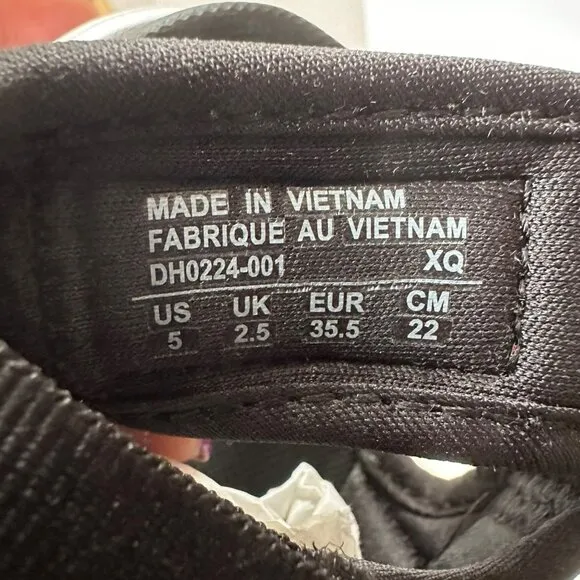 MADE IN VIETNAM
FABRIQUE AU VIETNAM
DH0224-001 XQ
US UK EUR CM
5 2.5 35.5 22